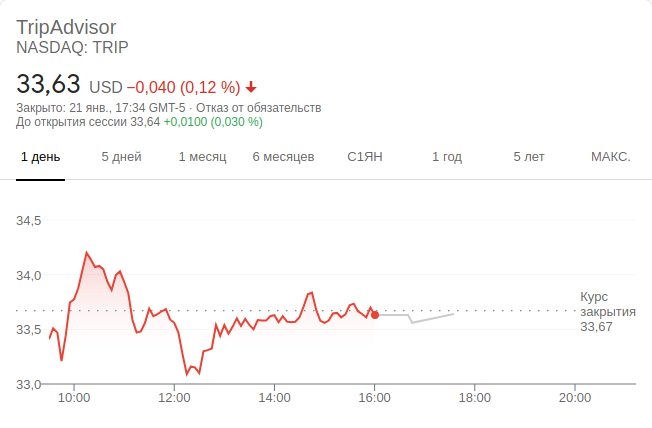 TripAdvisor
NASDAQ: TRIP
33,63 USD −0,040 (0,12 %)
Закрыто: 21 янв., 17:34 GMT-5 · Отказ от обязательств
До открытия сессии 33,64 +0,0100 (0,030 %)
1 день 5 дней 1 месяц 6 месяцев С1ЯН 1 год 5 лет МАКС.
34,5
34,0
Курс
закрытия
33,67
33,5
33,0
10:00 12:00 14:00 16:00 18:00 20:00